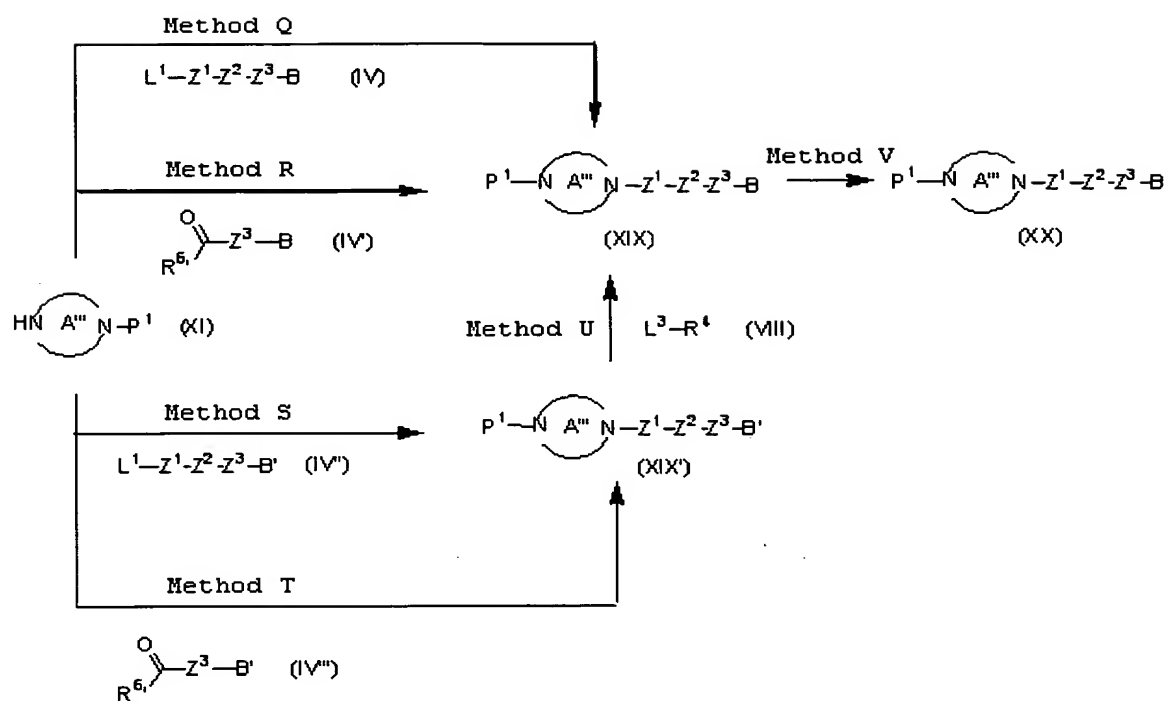 Method Q
L¹—Z¹-Z²-Z³-B (IV)
Method R
O
R⁶' Z³—B (IV')
P¹—N A''' N—Z¹—Z²-Z³-B
(XIX)
Method V
P¹—N A''' N—Z¹—Z²-Z³-B
(XX)
HN A''' N—P¹ (XI)
Method U L³—R⁴ (VIII)
Method S
L¹—Z¹-Z²-Z³-B' (IV'')
P¹—N A''' N—Z¹—Z²-Z³-B'
(XIX')
Method T
O
R⁶' Z³—B' (IV''')